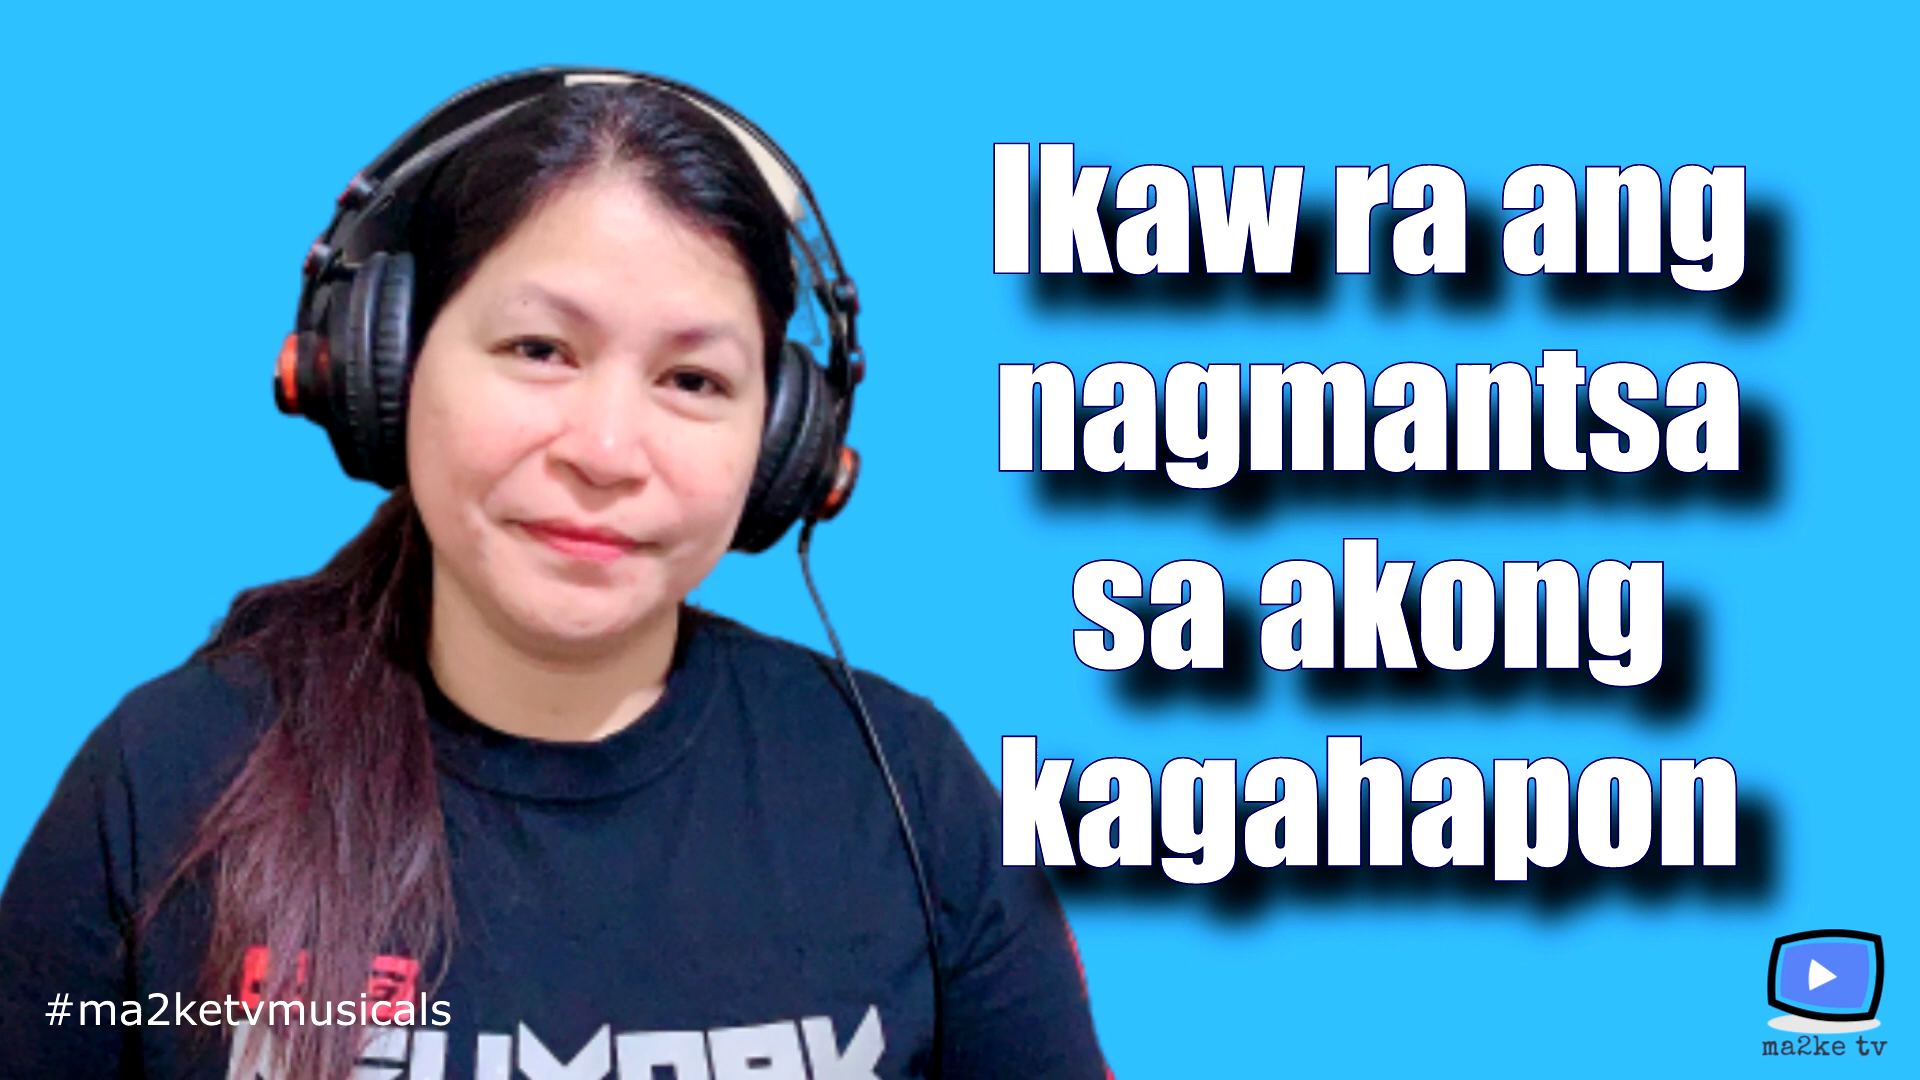 Ikaw ra ang
nagmantsa
sa akong
kagahapon
#ma2ketvmusicals
ma2ke tv